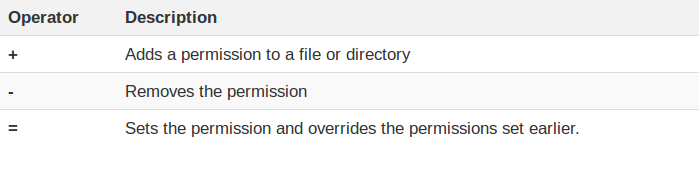 Operator Description
+ Adds a permission to a file or directory
- Removes the permission
= Sets the permission and overrides the permissions set earlier.